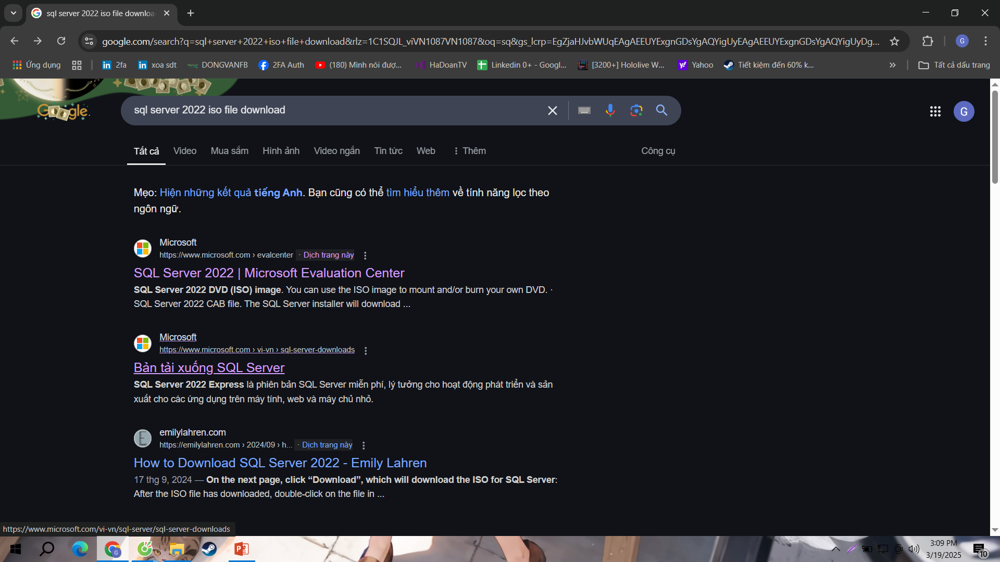 sql server 2022 iso file downloa
google.com/search?q=sql+server+2022+iso+file+download&rlz=1C1SQJL_viVN1087VN1087&oq=sq&gs_lcrp=EgZjaHJvbWUqEAgAEEUYExgnGDsYgAQYigUyEAgAEEUYExgnGDsYgAQYigUyDg...
G
Ứng dụng
in 2fa
in xoa sdt
DONGVANFB
2FA Auth
(180) Mình nói đượ...
HaDoanTV
Linkedin 0+ - Googl...
[3200+] Hololive W...
Yahoo
Tiết kiệm đến 60% k...
Tất cả dấu trang
Google
sql server 2022 iso file download
G
Tất cả
Video
Mua sắm
Hình ảnh
Video ngắn
Tin tức
Web
Thêm
Công cụ
Mẹo: Hiện những kết quả tiếng Anh. Bạn cũng có thể tìm hiểu thêm về tính năng lọc theo
ngôn ngữ.
Microsoft
https://www.microsoft.com › evalcenter · Dịch trang này
SQL Server 2022 | Microsoft Evaluation Center
SQL Server 2022 DVD (ISO) image. You can use the ISO image to mount and/or burn your own DVD. ·
SQL Server 2022 CAB file. The SQL Server installer will download ...
Microsoft
https://www.microsoft.com › vi-vn › sql-server-downloads
Bản tải xuống SQL Server
SQL Server 2022 Express là phiên bản SQL Server miễn phí, lý tưởng cho hoạt động phát triển và sản
xuất cho các ứng dụng trên máy tính, web và máy chủ nhỏ.
E
emilylahren.com
https://emilylahren.com › 2024/09 › h... · Dịch trang này
How to Download SQL Server 2022 - Emily Lahren
17 thg 9, 2024 — On the next page, click “Download”, which will download the ISO for SQL Server:
After the ISO file has downloaded, double-click on the file in ...
https://www.microsoft.com/vi-vn/sql-server/sql-server-downloads
3:09 PM
3/19/2025
10